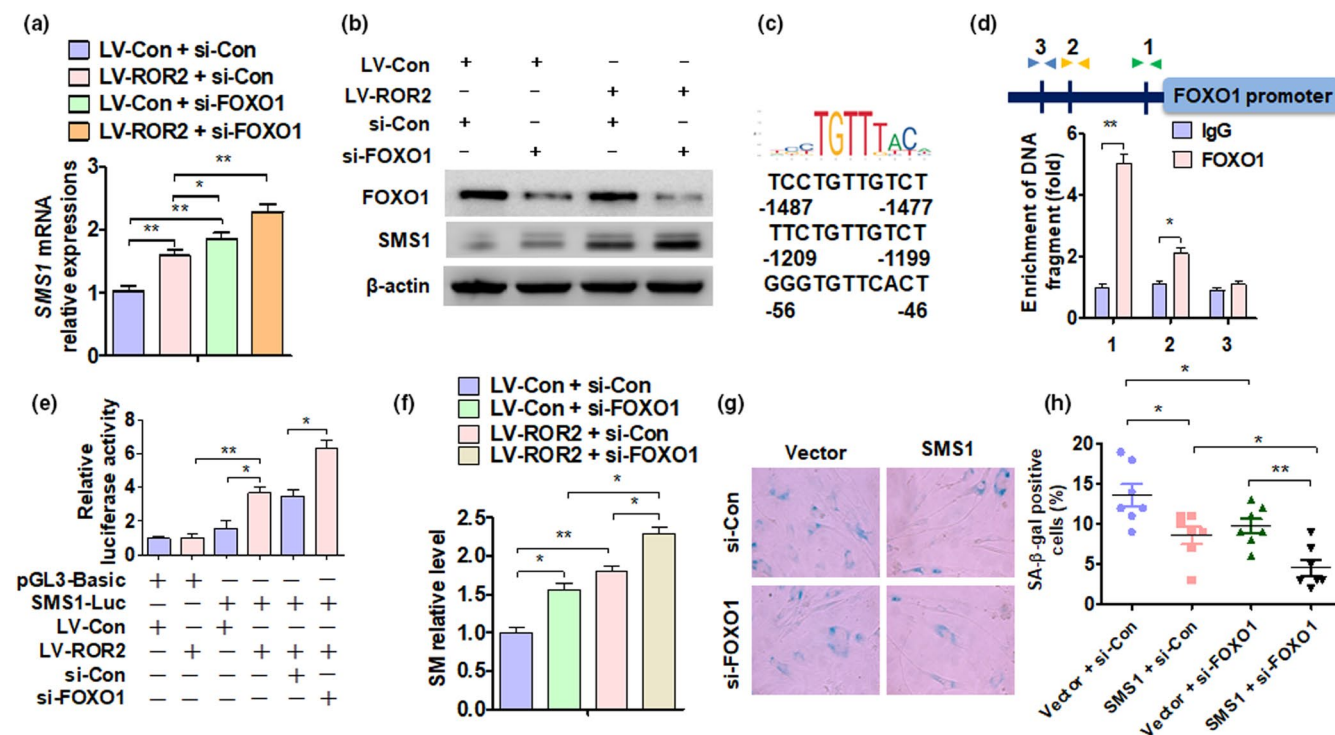 (a)
LV-Con + si-Con
LV-ROR2 + si-Con
LV-Con + si-FOXO1
LV-ROR2 + si-FOXO1
SMS1 mRNA
relative expressions
3
2
1
0
**
*
**
**
(b)
LV-Con + − + − −
LV-ROR2 − − + +
si-Con + − + −
si-FOXO1 − + − +
FOXO1
SMS1
β-actin
(c)
TGTTTAC
TCCTGTTGTCT
-1487 -1477
TTCTGTTGTCT
-1209 -1199
GGGTGTTCACT
-56 -46
(d)
3 2 1
FOXO1 promoter
IgG
FOXO1
Enrichment of DNA
fragment (fold)
6
4
2
0
**
*
1 2 3
(e)
Relative
luciferase activity
8
6
4
2
0
**
*
*
pGL3-Basic + + − − − −
SMS1-Luc − − + + + +
LV-Con + − + − − −
LV-ROR2 − + − + + +
si-Con − − − − + −
si-FOXO1 − − − − − +
(f)
LV-Con + si-Con
LV-Con + si-FOXO1
LV-ROR2 + si-Con
LV-ROR2 + si-FOXO1
SM relative level
2.5
2.0
1.5
1.0
0.5
0.0
*
**
*
*
(g)
Vector SMS1
si-Con
si-FOXO1
(h)
SA-β-gal positive
cells (%)
20
15
10
5
0
*
*
*
**
Vector + si-Con
SMS1 + si-Con
Vector + si-FOXO1
SMS1 + si-FOXO1